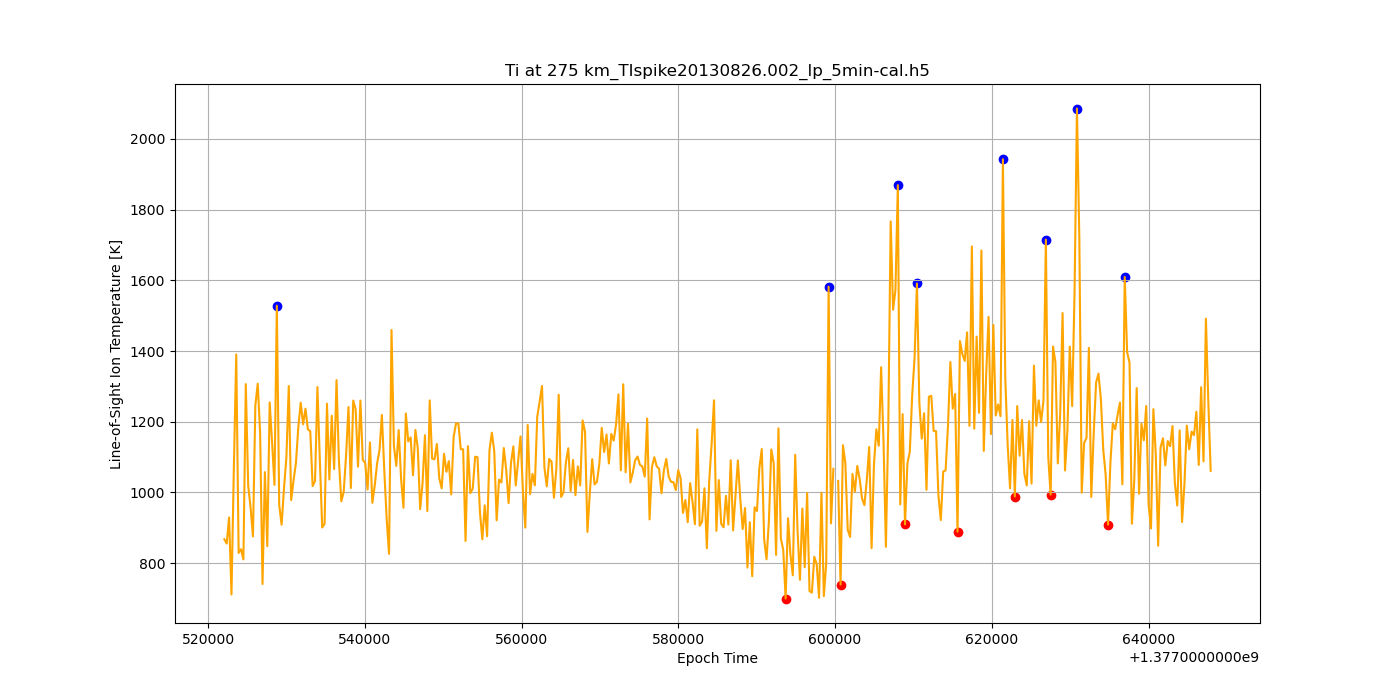 Ti at 275 km_TIspike20130826.002_lp_5min-cal.h5
Line-of-Sight Ion Temperature [K]
2000
1800
1600
1400
1200
1000
800
520000 540000 560000 580000 600000 620000 640000
Epoch Time
+1.3770000000e9